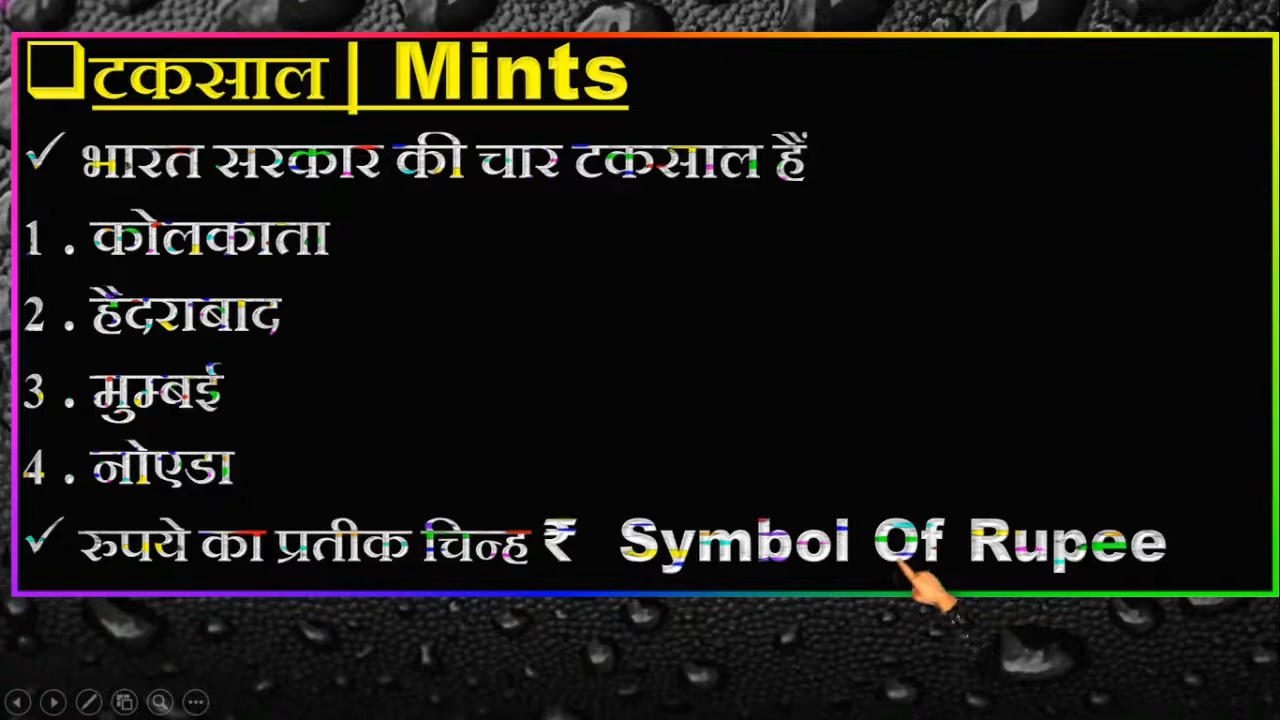 टकसाल | Mints
भारत सरकार की चार टकसाल हैं
1 . कोलकाता
2 . हैदराबाद
3 . मुम्बई
4 . नोएडा
रुपये का प्रतीक चिन्ह ₹ Symbol Of Rupee